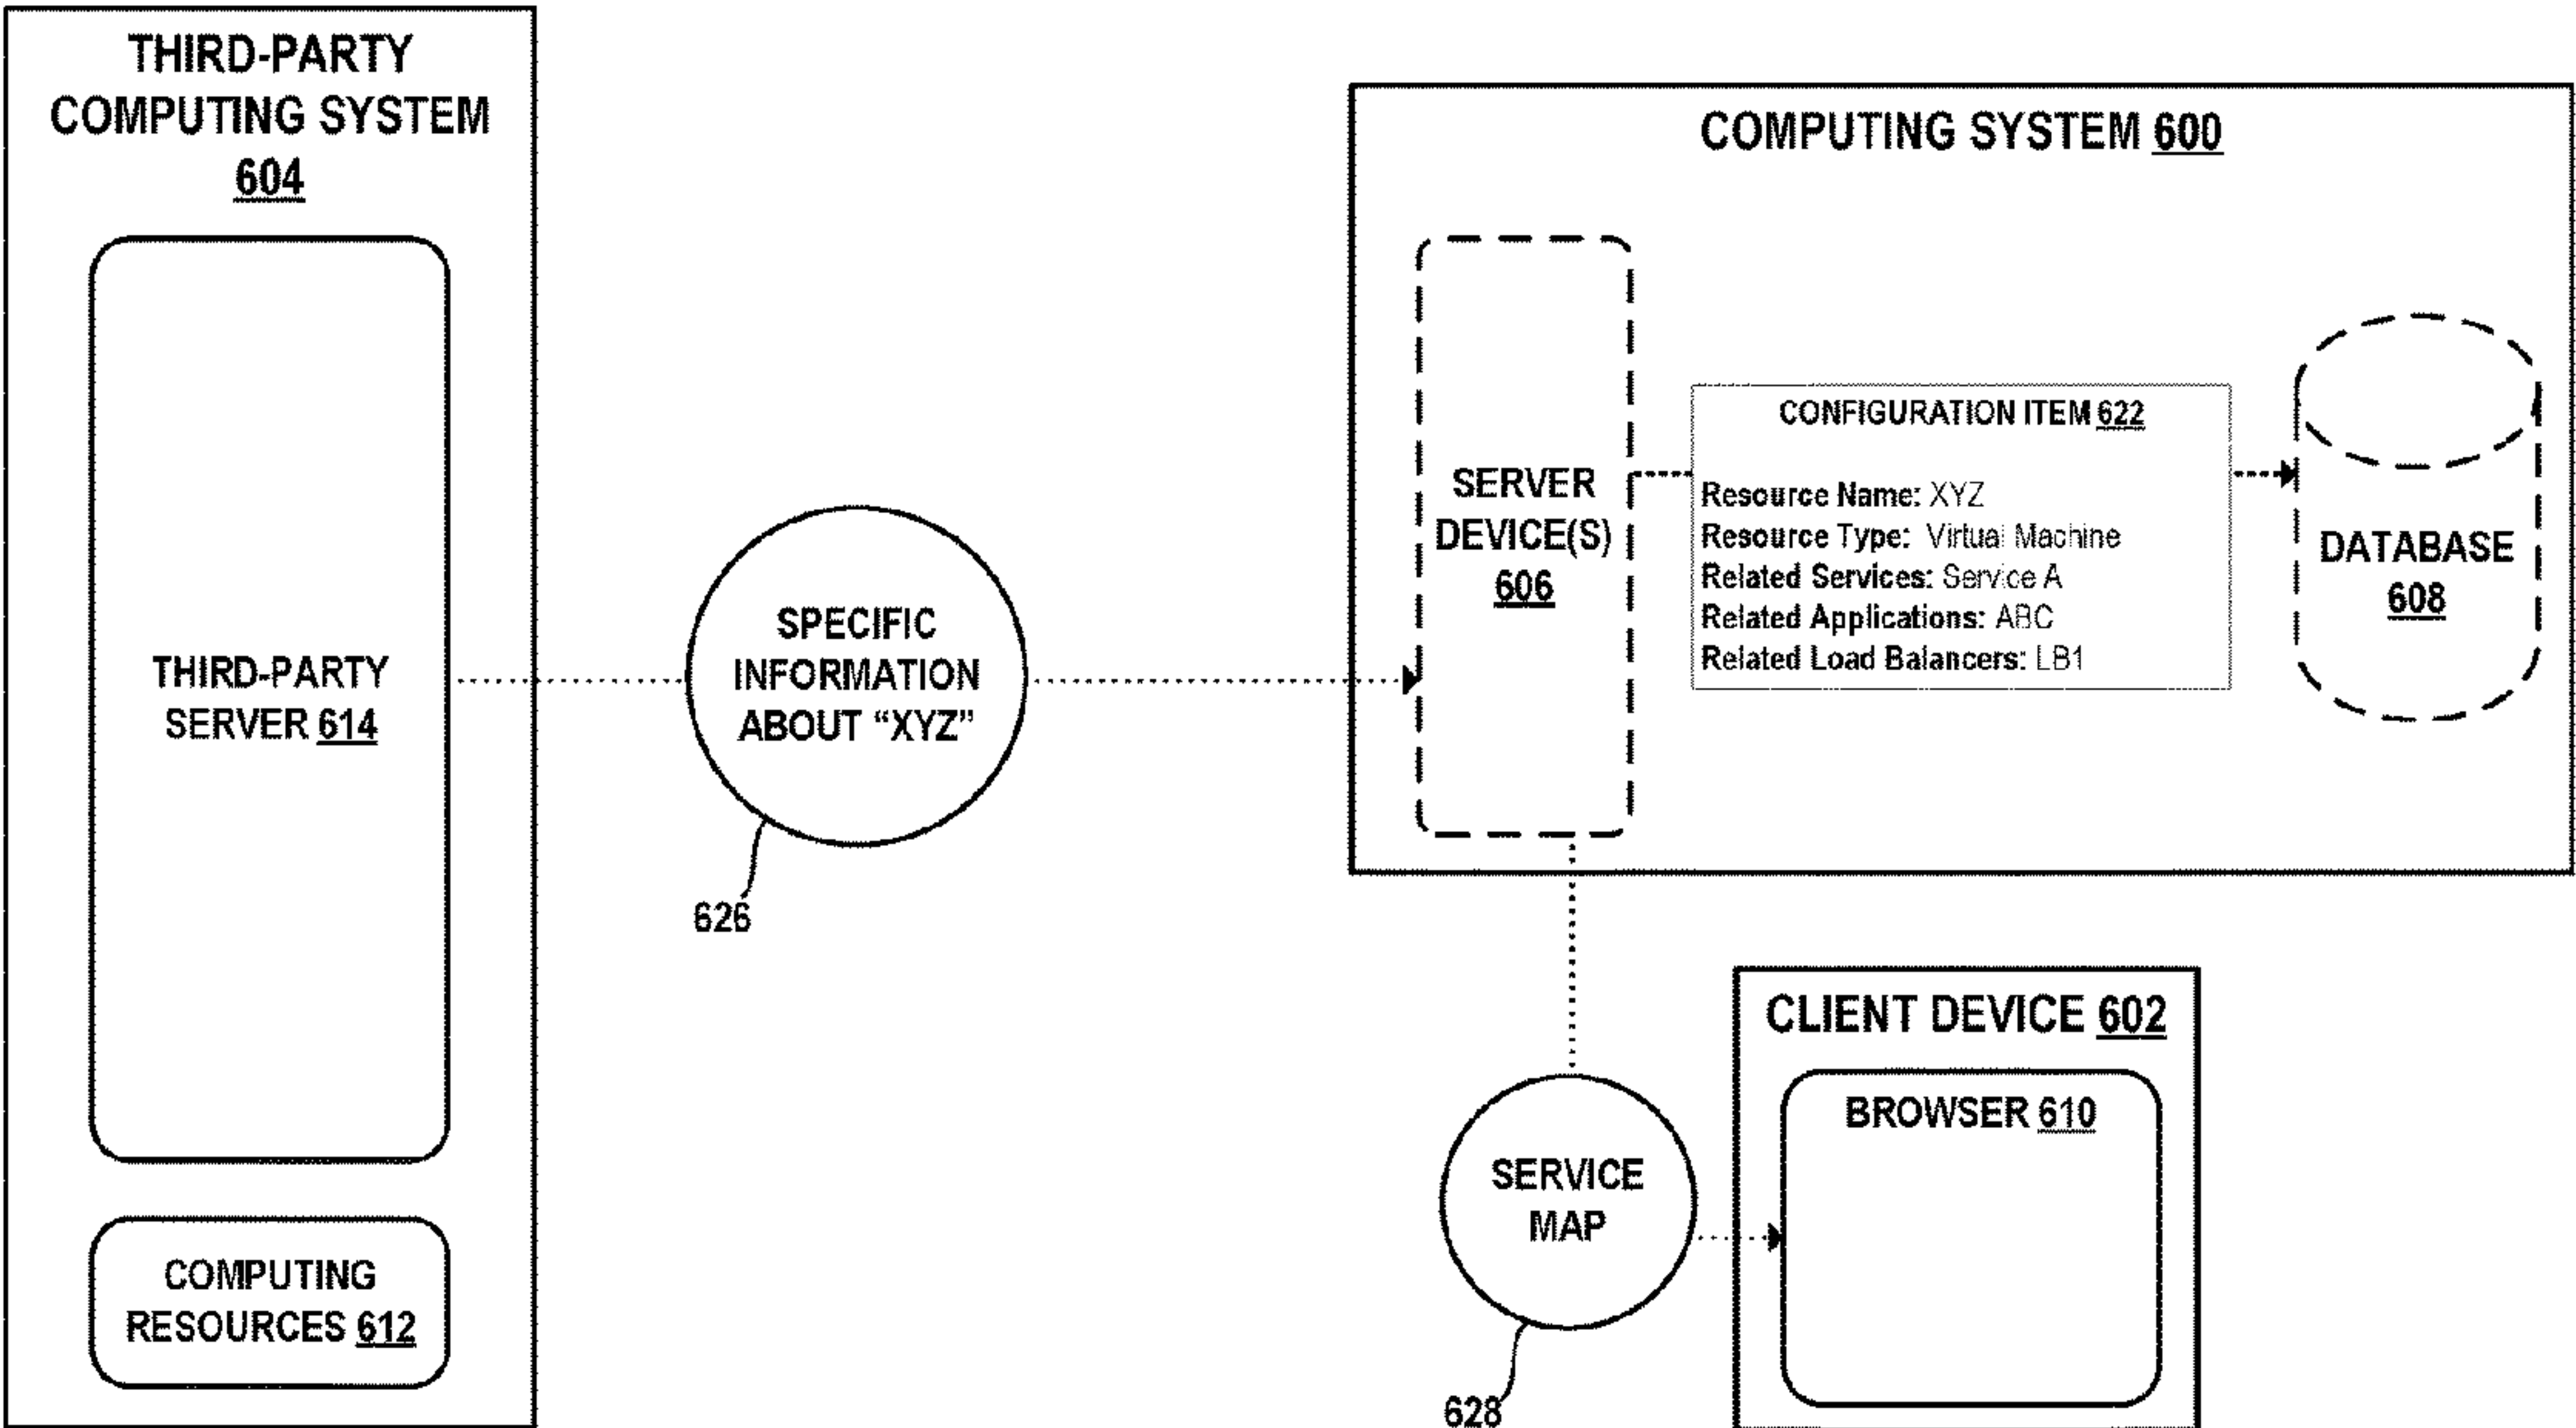 THIRD-PARTY
COMPUTING SYSTEM
604
THIRD-PARTY
SERVER 614
COMPUTING
RESOURCES 612
SPECIFIC
INFORMATION
ABOUT “XYZ”
626
COMPUTING SYSTEM 600
SERVER
DEVICE(S)
606
CONFIGURATION ITEM 622
Resource Name: XYZ
Resource Type: Virtual Machine
Related Services: Service A
Related Applications: ABC
Related Load Balancers: LB1
DATABASE
608
SERVICE
MAP
628
CLIENT DEVICE 602
BROWSER 610